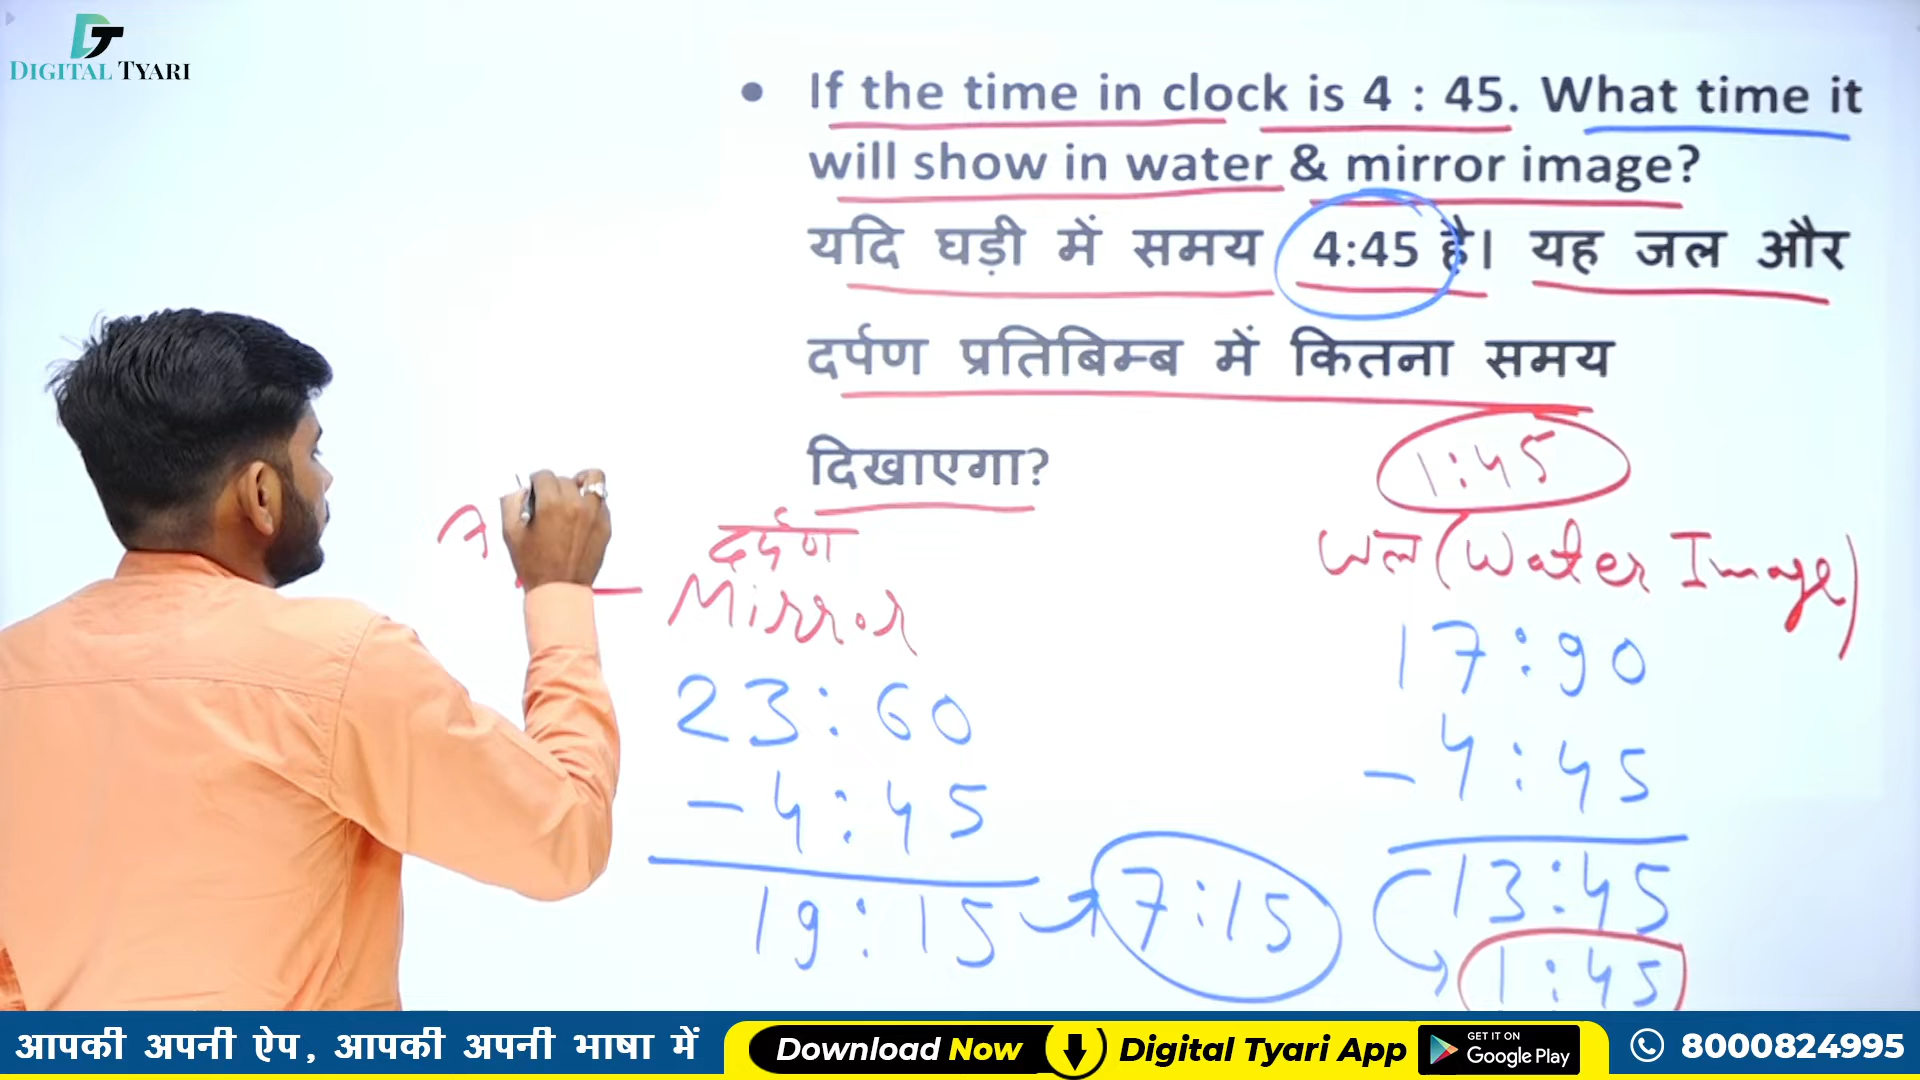 DT
DIGITAL TYARI
• If the time in clock is 4 : 45. What time it
will show in water & mirror image?
यदि घड़ी में समय 4:45 है। यह जल और
दर्पण प्रतिबिम्ब में कितना समय
दिखाएगा?
1:45
दर्पण
Mirror
23:60
-4:45
19:15
7:15
जल (Water Image)
17:90
-4:45
13:45
1:45
आपकी अपनी ऐप, आपकी अपनी भाषा में
Download Now
Digital Tyari App
GET IT ON
Google Play
8000824995